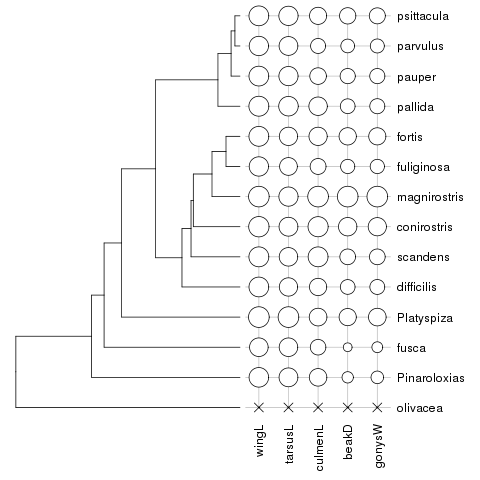 psittacula
parvulus
pauper
pallida
fortis
fuliginosa
magnirostris
conirostris
scandens
difficilis
Platyspiza
fusca
Pinaroloxias
olivacea
wingL
tarsusL
culmenL
beakD
gonysW